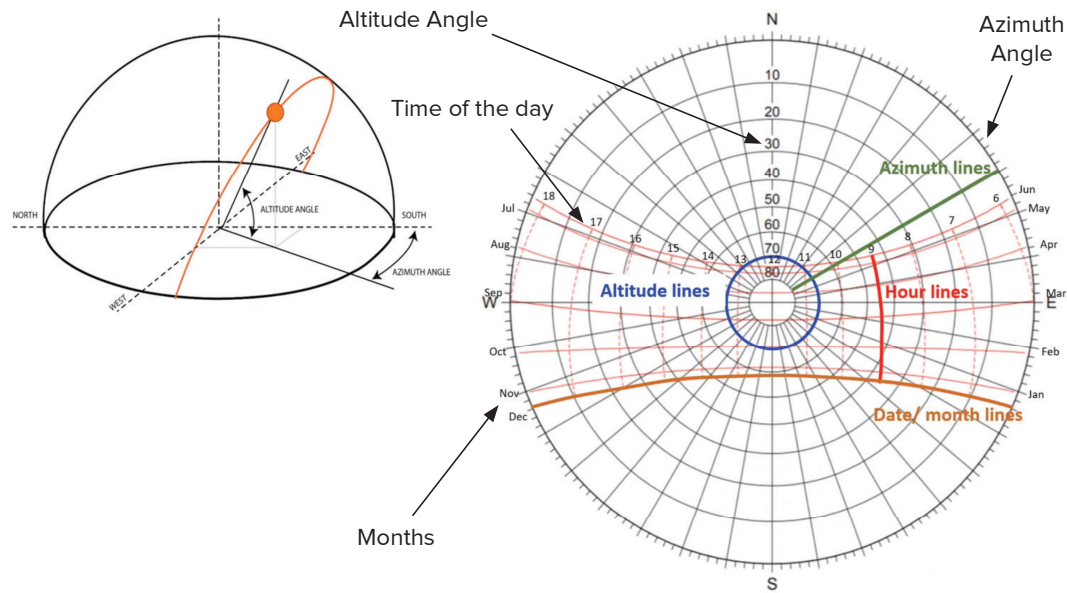 Altitude Angle
Azimuth
Angle
Time of the day
NORTH
EAST
ALTITUDE ANGLE
SOUTH
AZIMUTH ANGLE
WEST
N
10
20
30
40
50
60
70
80
Azimuth lines
Jun
May
Apr
Mar
E
Feb
Jan
Jul
Aug
Sep
W
Oct
Nov
Dec
18
17
16
15
14
13
12
11
10
9
8
7
6
Altitude lines
Hour lines
Date/ month lines
Months
S